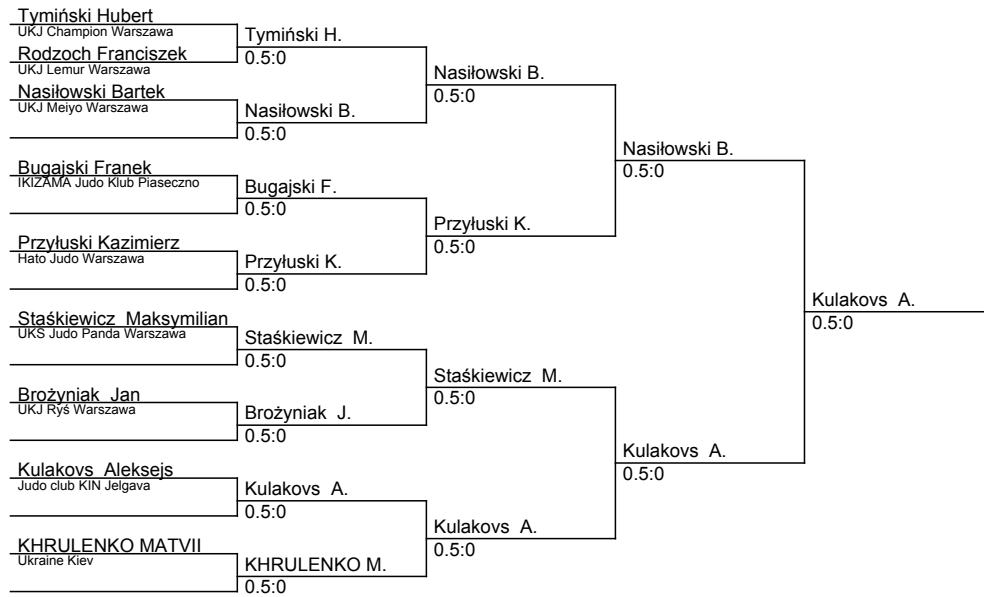 Tymiński Hubert
UKJ Champion Warszawa
Rodzoch Franciszek
UKJ Lemur Warszawa
Nasiłowski Bartek
UKJ Meiyo Warszawa
Bugajski Franek
IKIZAMA Judo Klub Piaseczno
Przyłuski Kazimierz
Hato Judo Warszawa
Staśkiewicz  Maksymilian
UKS Judo Panda Warszawa
Brożyniak  Jan
UKJ Ryś Warszawa
Kulakovs  Aleksejs
Judo club KIN Jelgava
KHRULENKO MATVII
Ukraine Kiev
Tymiński H.
0.5:0
Nasiłowski B.
0.5:0
Bugajski F.
0.5:0
Przyłuski K.
0.5:0
Staśkiewicz  M.
0.5:0
Brożyniak  J.
0.5:0
Kulakovs  A.
0.5:0
KHRULENKO M.
0.5:0
Nasiłowski B.
0.5:0
Przyłuski K.
0.5:0
Staśkiewicz  M.
0.5:0
Kulakovs  A.
0.5:0
Nasiłowski B.
0.5:0
Kulakovs  A.
0.5:0
Kulakovs  A.
0.5:0